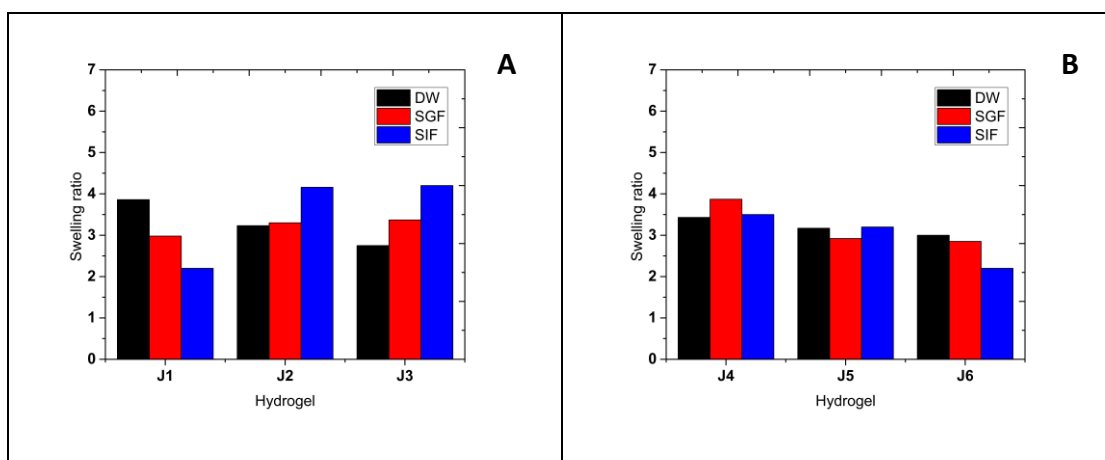 A
7
6
5
4
3
2
1
0
Swelling ratio
DW
SGF
SIF
J1 J2 J3
Hydrogel
B
7
6
5
4
3
2
1
0
Swelling ratio
DW
SGF
SIF
J4 J5 J6
Hydrogel